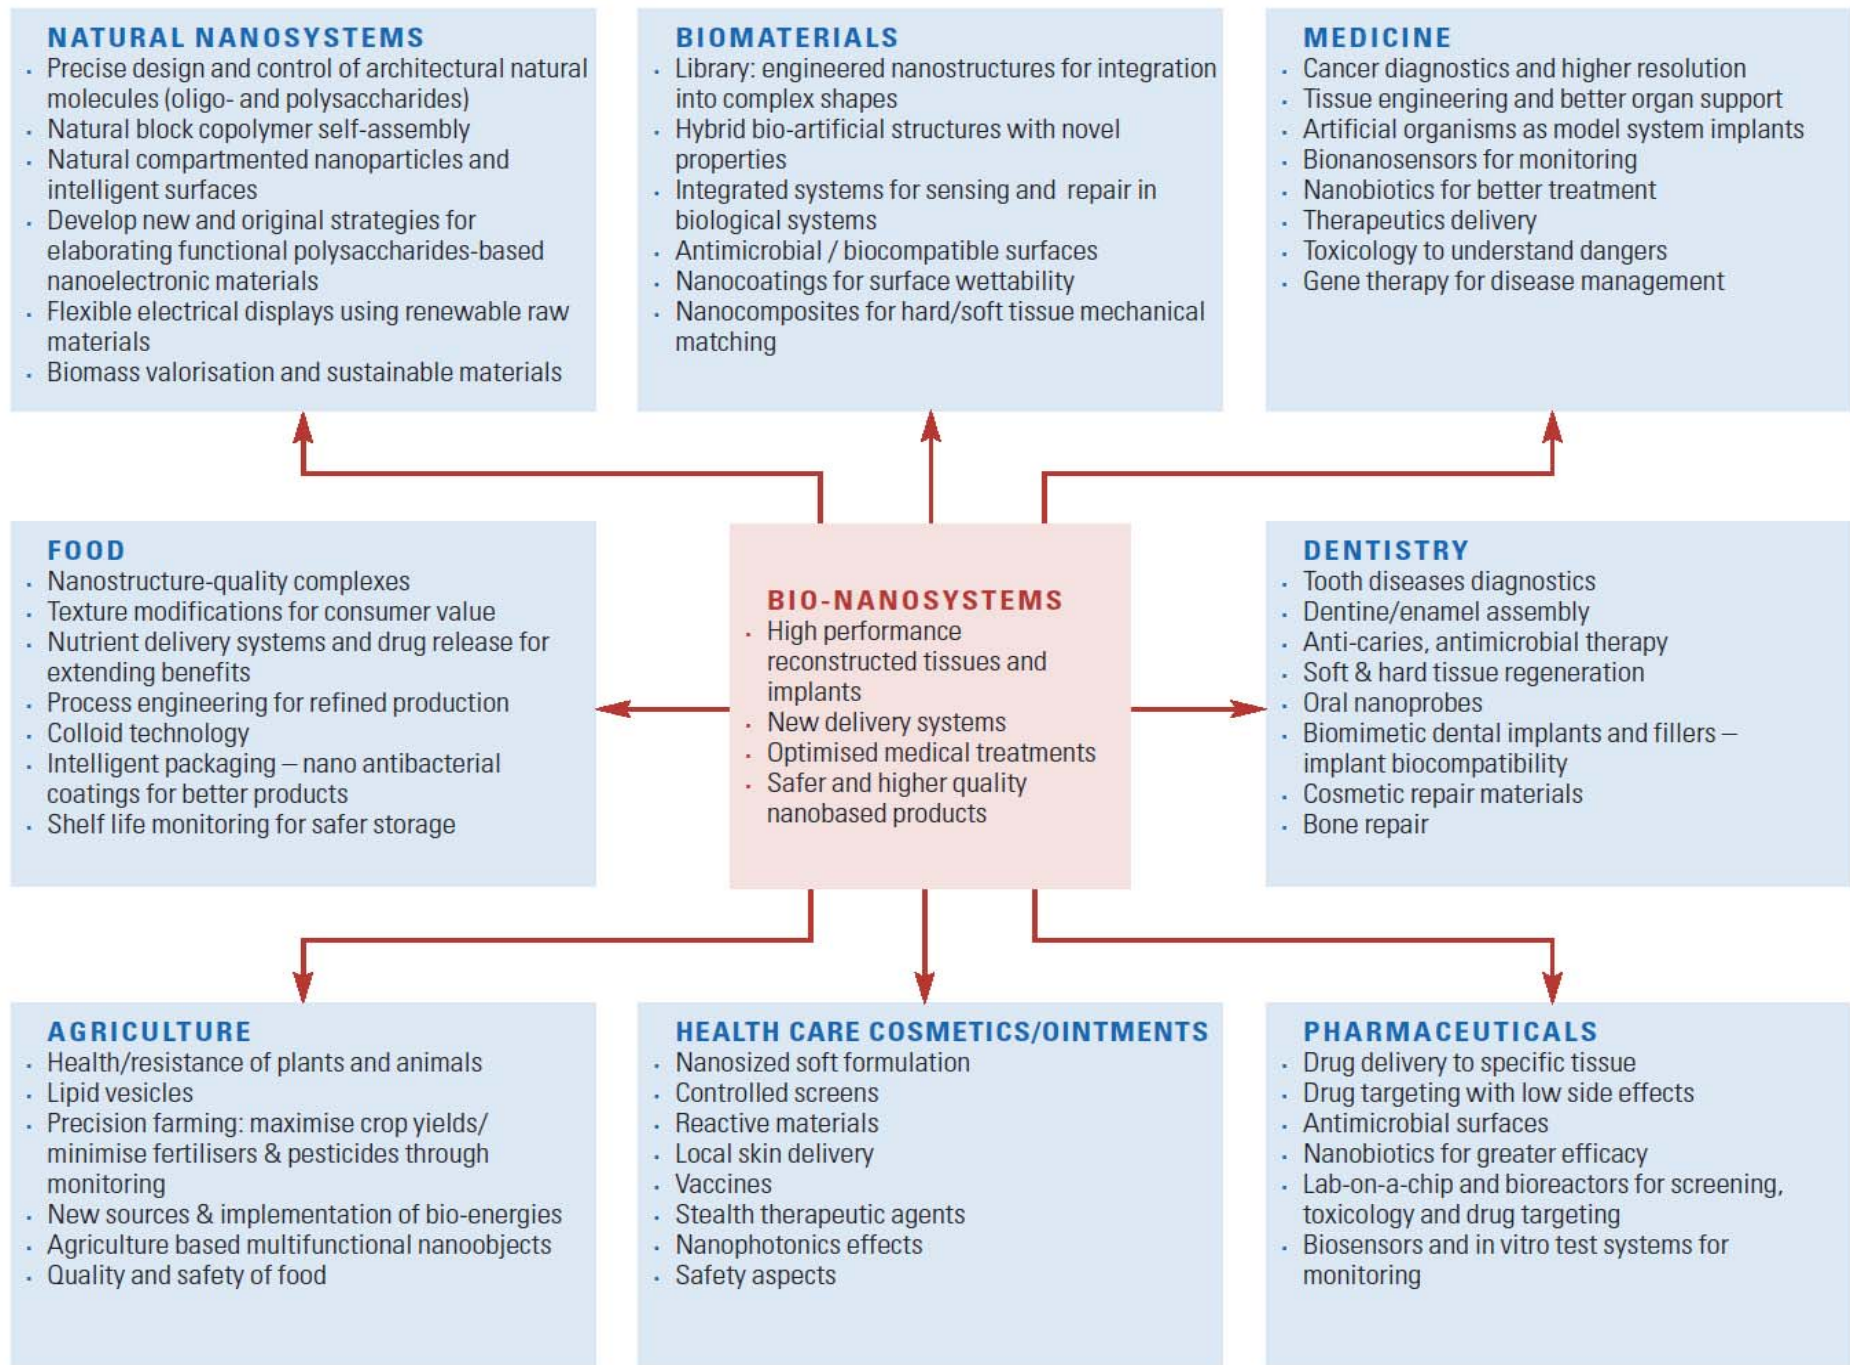 NATURAL NANOSYSTEMS
· Precise design and control of architectural natural
molecules (oligo- and polysaccharides)
· Natural block copolymer self-assembly
· Natural compartmented nanoparticles and
intelligent surfaces
· Develop new and original strategies for
elaborating functional polysaccharides-based
nanoelectronic materials
· Flexible electrical displays using renewable raw
materials
· Biomass valorisation and sustainable materials
BIOMATERIALS
· Library: engineered nanostructures for integration
into complex shapes
· Hybrid bio-artificial structures with novel
properties
· Integrated systems for sensing and repair in
biological systems
· Antimicrobial / biocompatible surfaces
· Nanocoatings for surface wettability
· Nanocomposites for hard/soft tissue mechanical
matching
MEDICINE
· Cancer diagnostics and higher resolution
· Tissue engineering and better organ support
· Artificial organisms as model system implants
· Bionanosensors for monitoring
· Nanobiotics for better treatment
· Therapeutics delivery
· Toxicology to understand dangers
· Gene therapy for disease management
FOOD
· Nanostructure-quality complexes
· Texture modifications for consumer value
· Nutrient delivery systems and drug release for
extending benefits
· Process engineering for refined production
· Colloid technology
· Intelligent packaging – nano antibacterial
coatings for better products
· Shelf life monitoring for safer storage
BIO-NANOSYSTEMS
· High performance
reconstructed tissues and
implants
· New delivery systems
· Optimised medical treatments
· Safer and higher quality
nanobased products
DENTISTRY
· Tooth diseases diagnostics
· Dentine/enamel assembly
· Anti-caries, antimicrobial therapy
· Soft & hard tissue regeneration
· Oral nanoprobes
· Biomimetic dental implants and fillers –
implant biocompatibility
· Cosmetic repair materials
· Bone repair
AGRICULTURE
· Health/resistance of plants and animals
· Lipid vesicles
· Precision farming: maximise crop yields/
minimise fertilisers & pesticides through
monitoring
· New sources & implementation of bio-energies
· Agriculture based multifunctional nanoobjects
· Quality and safety of food
HEALTH CARE COSMETICS/OINTMENTS
· Nanosized soft formulation
· Controlled screens
· Reactive materials
· Local skin delivery
· Vaccines
· Stealth therapeutic agents
· Nanophotonics effects
· Safety aspects
PHARMACEUTICALS
· Drug delivery to specific tissue
· Drug targeting with low side effects
· Antimicrobial surfaces
· Nanobiotics for greater efficacy
· Lab-on-a-chip and bioreactors for screening,
toxicology and drug targeting
· Biosensors and in vitro test systems for
monitoring